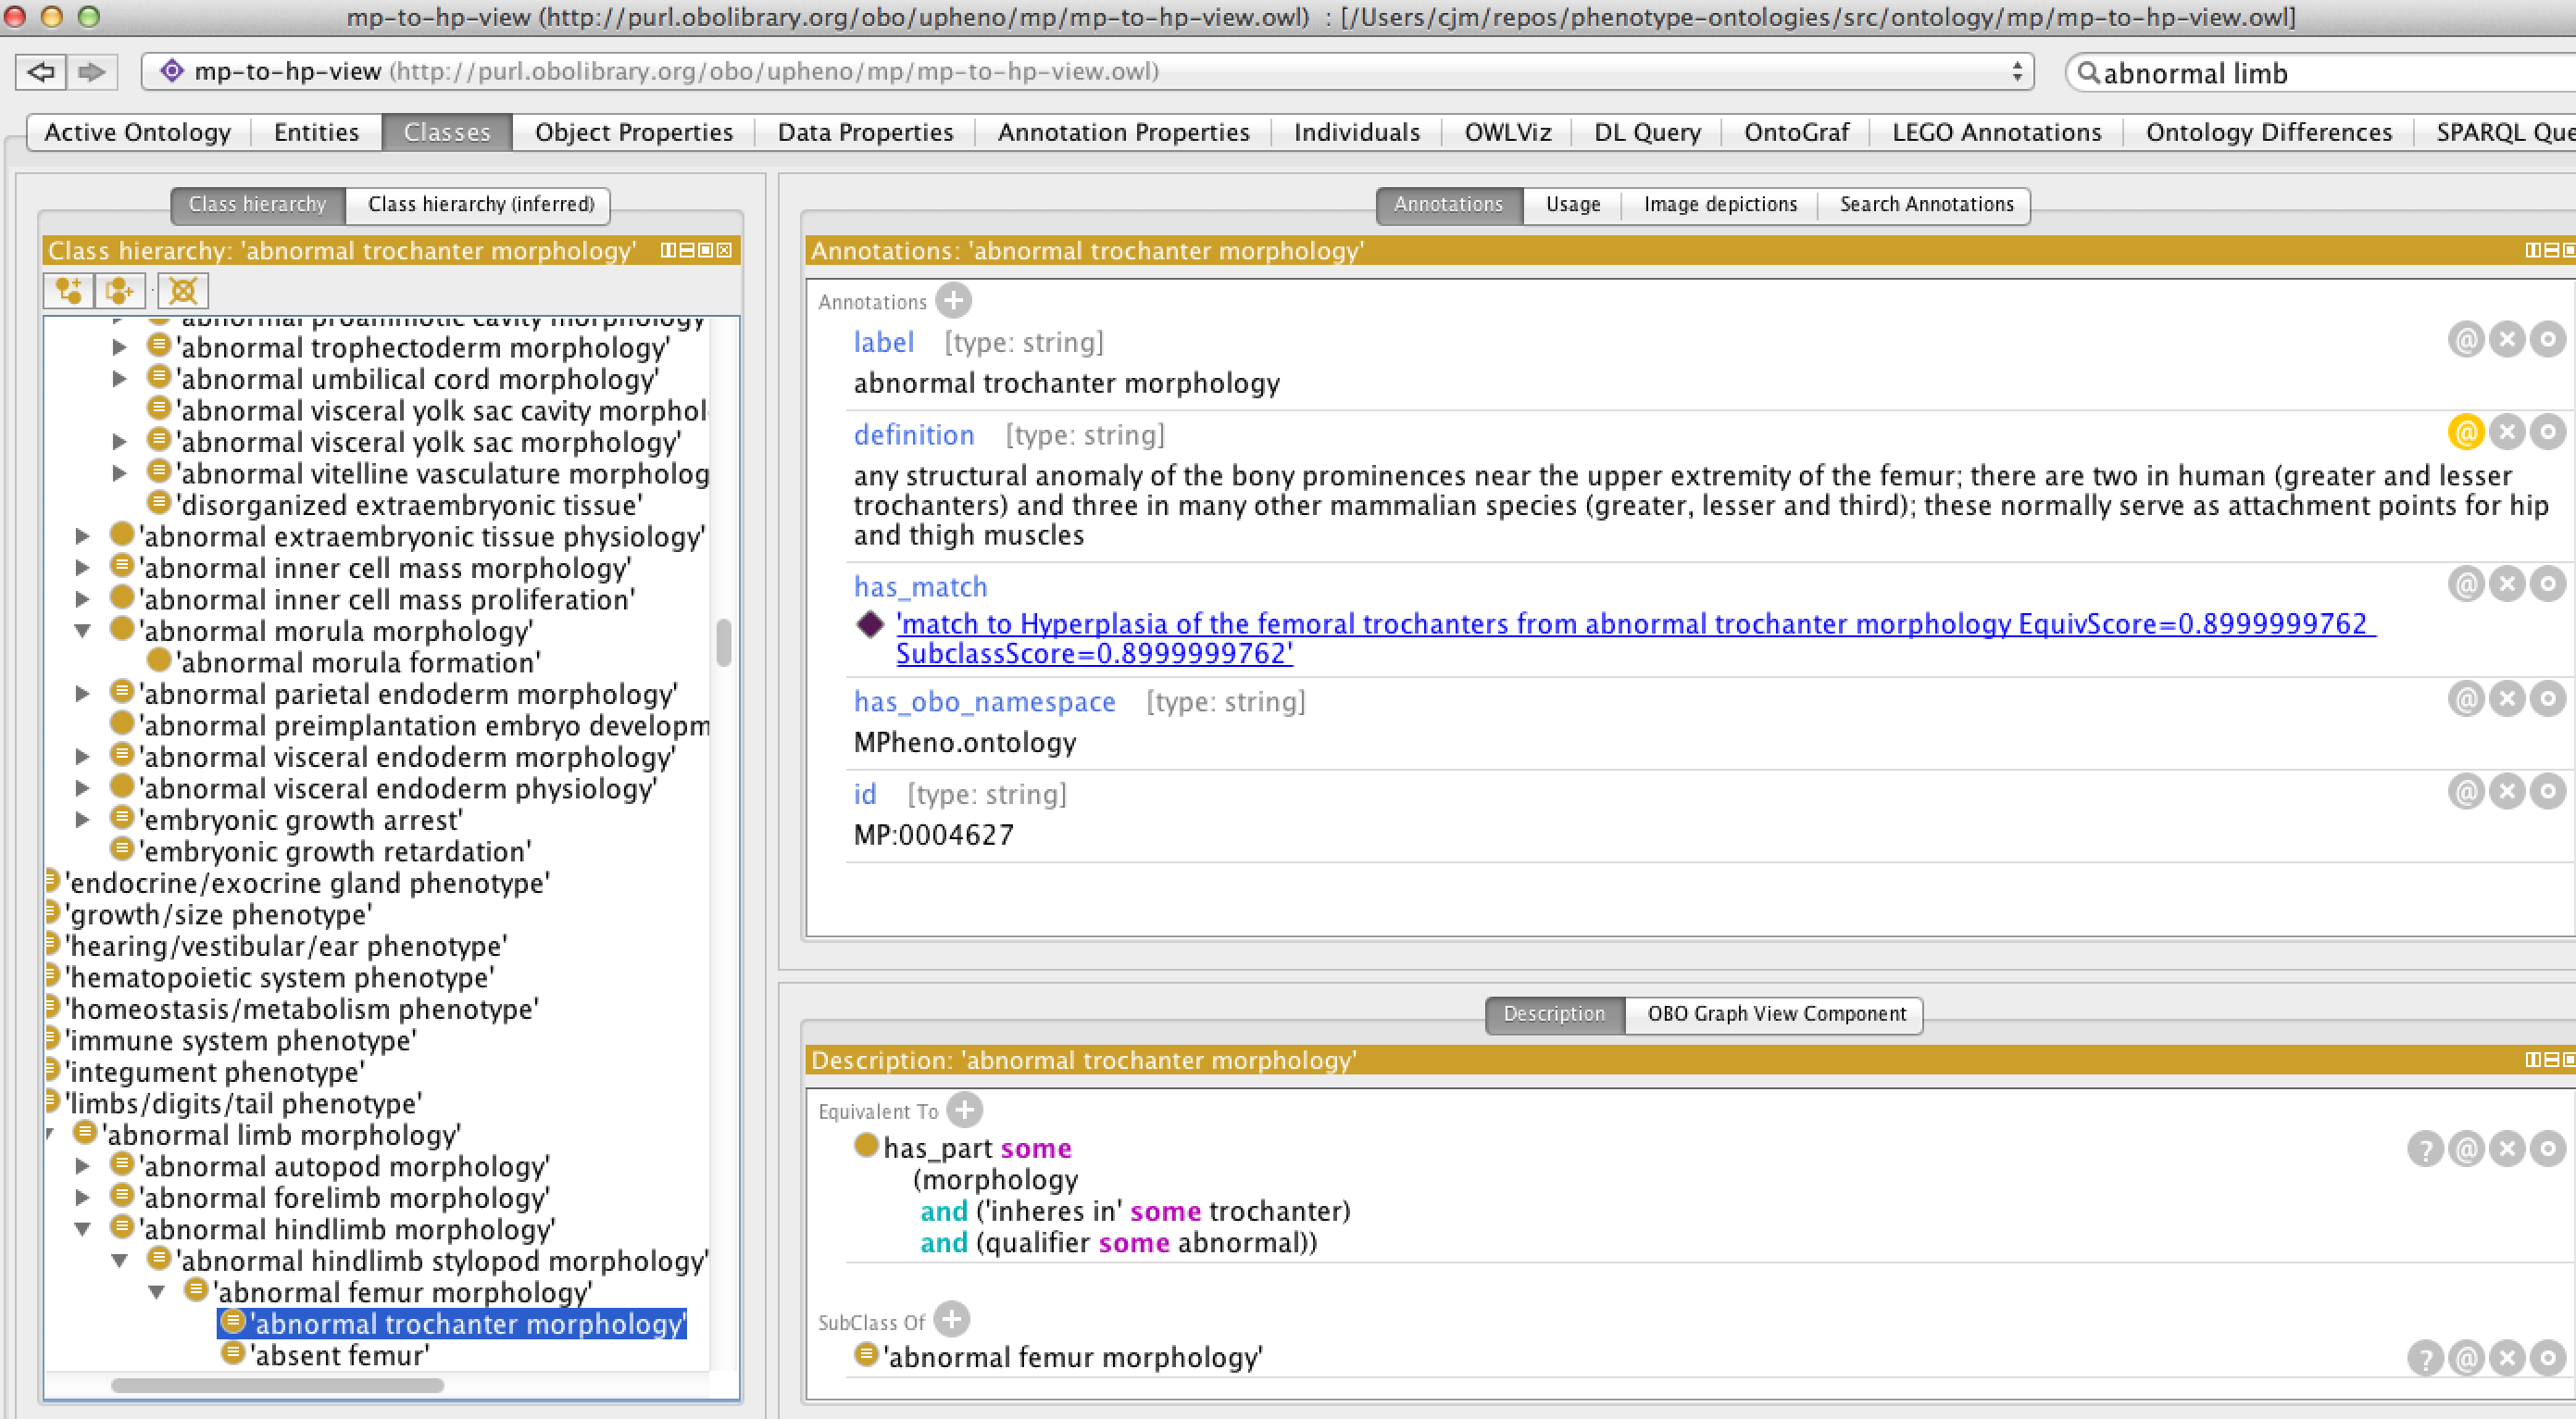 mp-to-hp-view (http://purl.obolibrary.org/obo/upheno/mp/mp-to-hp-view.owl) : [/Users/cjm/repos/phenotype-ontologies/src/ontology/mp/mp-to-hp-view.owl]
mp-to-hp-view (http://purl.obolibrary.org/obo/upheno/mp/mp-to-hp-view.owl)
abnormal limb
Active Ontology Entities Classes Object Properties Data Properties Annotation Properties Individuals OWLViz DL Query OntoGraf LEGO Annotations Ontology Differences SPARQL Que
Class hierarchy Class hierarchy (inferred)
Class hierarchy: 'abnormal trochanter morphology'
'abnormal proamniotic cavity morphology'
'abnormal trophectoderm morphology'
'abnormal umbilical cord morphology'
'abnormal visceral yolk sac cavity morphol
'abnormal visceral yolk sac morphology'
'abnormal vitelline vasculature morpholog
'disorganized extraembryonic tissue'
'abnormal extraembryonic tissue physiology'
'abnormal inner cell mass morphology'
'abnormal inner cell mass proliferation'
'abnormal morula morphology'
'abnormal morula formation'
'abnormal parietal endoderm morphology'
'abnormal preimplantation embryo developm
'abnormal visceral endoderm morphology'
'abnormal visceral endoderm physiology'
'embryonic growth arrest'
'embryonic growth retardation'
'endocrine/exocrine gland phenotype'
'growth/size phenotype'
'hearing/vestibular/ear phenotype'
'hematopoietic system phenotype'
'homeostasis/metabolism phenotype'
'immune system phenotype'
'integument phenotype'
'limbs/digits/tail phenotype'
'abnormal limb morphology'
'abnormal autopod morphology'
'abnormal forelimb morphology'
'abnormal hindlimb morphology'
'abnormal hindlimb stylopod morphology'
'abnormal femur morphology'
'abnormal trochanter morphology'
'absent femur'
Annotations Usage Image depictions Search Annotations
Annotations: 'abnormal trochanter morphology'
Annotations
label [type: string]
abnormal trochanter morphology
definition [type: string]
any structural anomaly of the bony prominences near the upper extremity of the femur; there are two in human (greater and lesser
trochanters) and three in many other mammalian species (greater, lesser and third); these normally serve as attachment points for hip
and thigh muscles
has_match
'match to Hyperplasia of the femoral trochanters from abnormal trochanter morphology EquivScore=0.8999999762
SubclassScore=0.8999999762'
has_obo_namespace [type: string]
MPheno.ontology
id [type: string]
MP:0004627
Description OBO Graph View Component
Description: 'abnormal trochanter morphology'
Equivalent To
has_part some
(morphology
and ('inheres in' some trochanter)
and (qualifier some abnormal))
SubClass Of
'abnormal femur morphology'